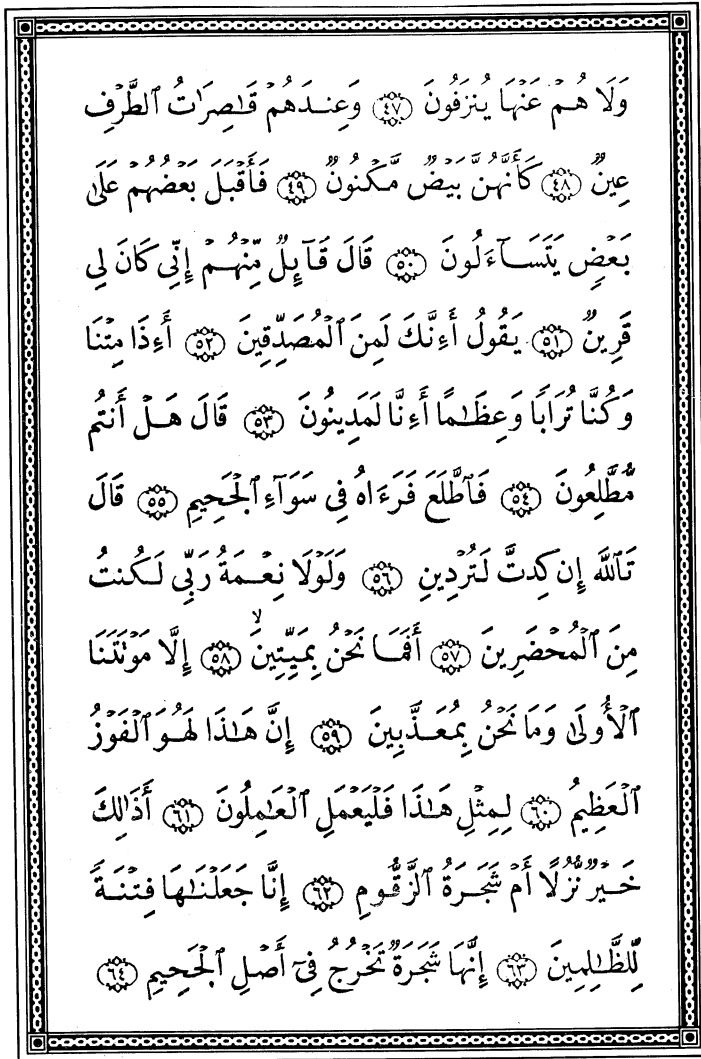 وَلَا هُمْ عَنْهَا يُنزَفُونَ ﴿٤٧﴾ وَعِندَهُمْ قَـٰصِرَٰتُ ٱلطَّرْفِ
عِينٌ ﴿٤٨﴾ كَأَنَّهُنَّ بَيْضٌ مَّكْنُونٌ ﴿٤٩﴾ فَأَقْبَلَ بَعْضُهُمْ عَلَىٰ
بَعْضٍ يَتَسَآءَلُونَ ﴿٥٠﴾ قَالَ قَآئِلٌ مِّنْهُمْ إِنِّى كَانَ لِى
قَرِينٌ ﴿٥١﴾ يَقُولُ أَءِنَّكَ لَمِنَ ٱلْمُصَدِّقِينَ ﴿٥٢﴾ أَءِذَا مِتْنَا
وَكُنَّا تُرَابًا وَعِظَـٰمًا أَءِنَّا لَمَدِينُونَ ﴿٥٣﴾ قَالَ هَلْ أَنتُم
مُّطَّلِعُونَ ﴿٥٤﴾ فَٱطَّلَعَ فَرَءَاهُ فِى سَوَآءِ ٱلْجَحِيمِ ﴿٥٥﴾ قَالَ
تَٱللَّهِ إِن كِدتَّ لَتُرْدِينِ ﴿٥٦﴾ وَلَوْلَا نِعْمَةُ رَبِّى لَكُنتُ
مِنَ ٱلْمُحْضَرِينَ ﴿٥٧﴾ أَفَمَا نَحْنُ بِمَيِّتِينَ ۙ ﴿٥٨﴾ إِلَّا مَوْتَتَنَا
ٱلْأُولَىٰ وَمَا نَحْنُ بِمُعَذَّبِينَ ﴿٥٩﴾ إِنَّ هَـٰذَا لَهُوَ ٱلْفَوْزُ
ٱلْعَظِيمُ ﴿٦٠﴾ لِمِثْلِ هَـٰذَا فَلْيَعْمَلِ ٱلْعَـٰمِلُونَ ﴿٦١﴾ أَذَٰلِكَ
خَيْرٌ نُّزُلًا أَمْ شَجَرَةُ ٱلزَّقُّومِ ﴿٦٢﴾ إِنَّا جَعَلْنَـٰهَا فِتْنَةً
لِّلظَّـٰلِمِينَ ﴿٦٣﴾ إِنَّهَا شَجَرَةٌ تَخْرُجُ فِىٓ أَصْلِ ٱلْجَحِيمِ ﴿٦٤﴾